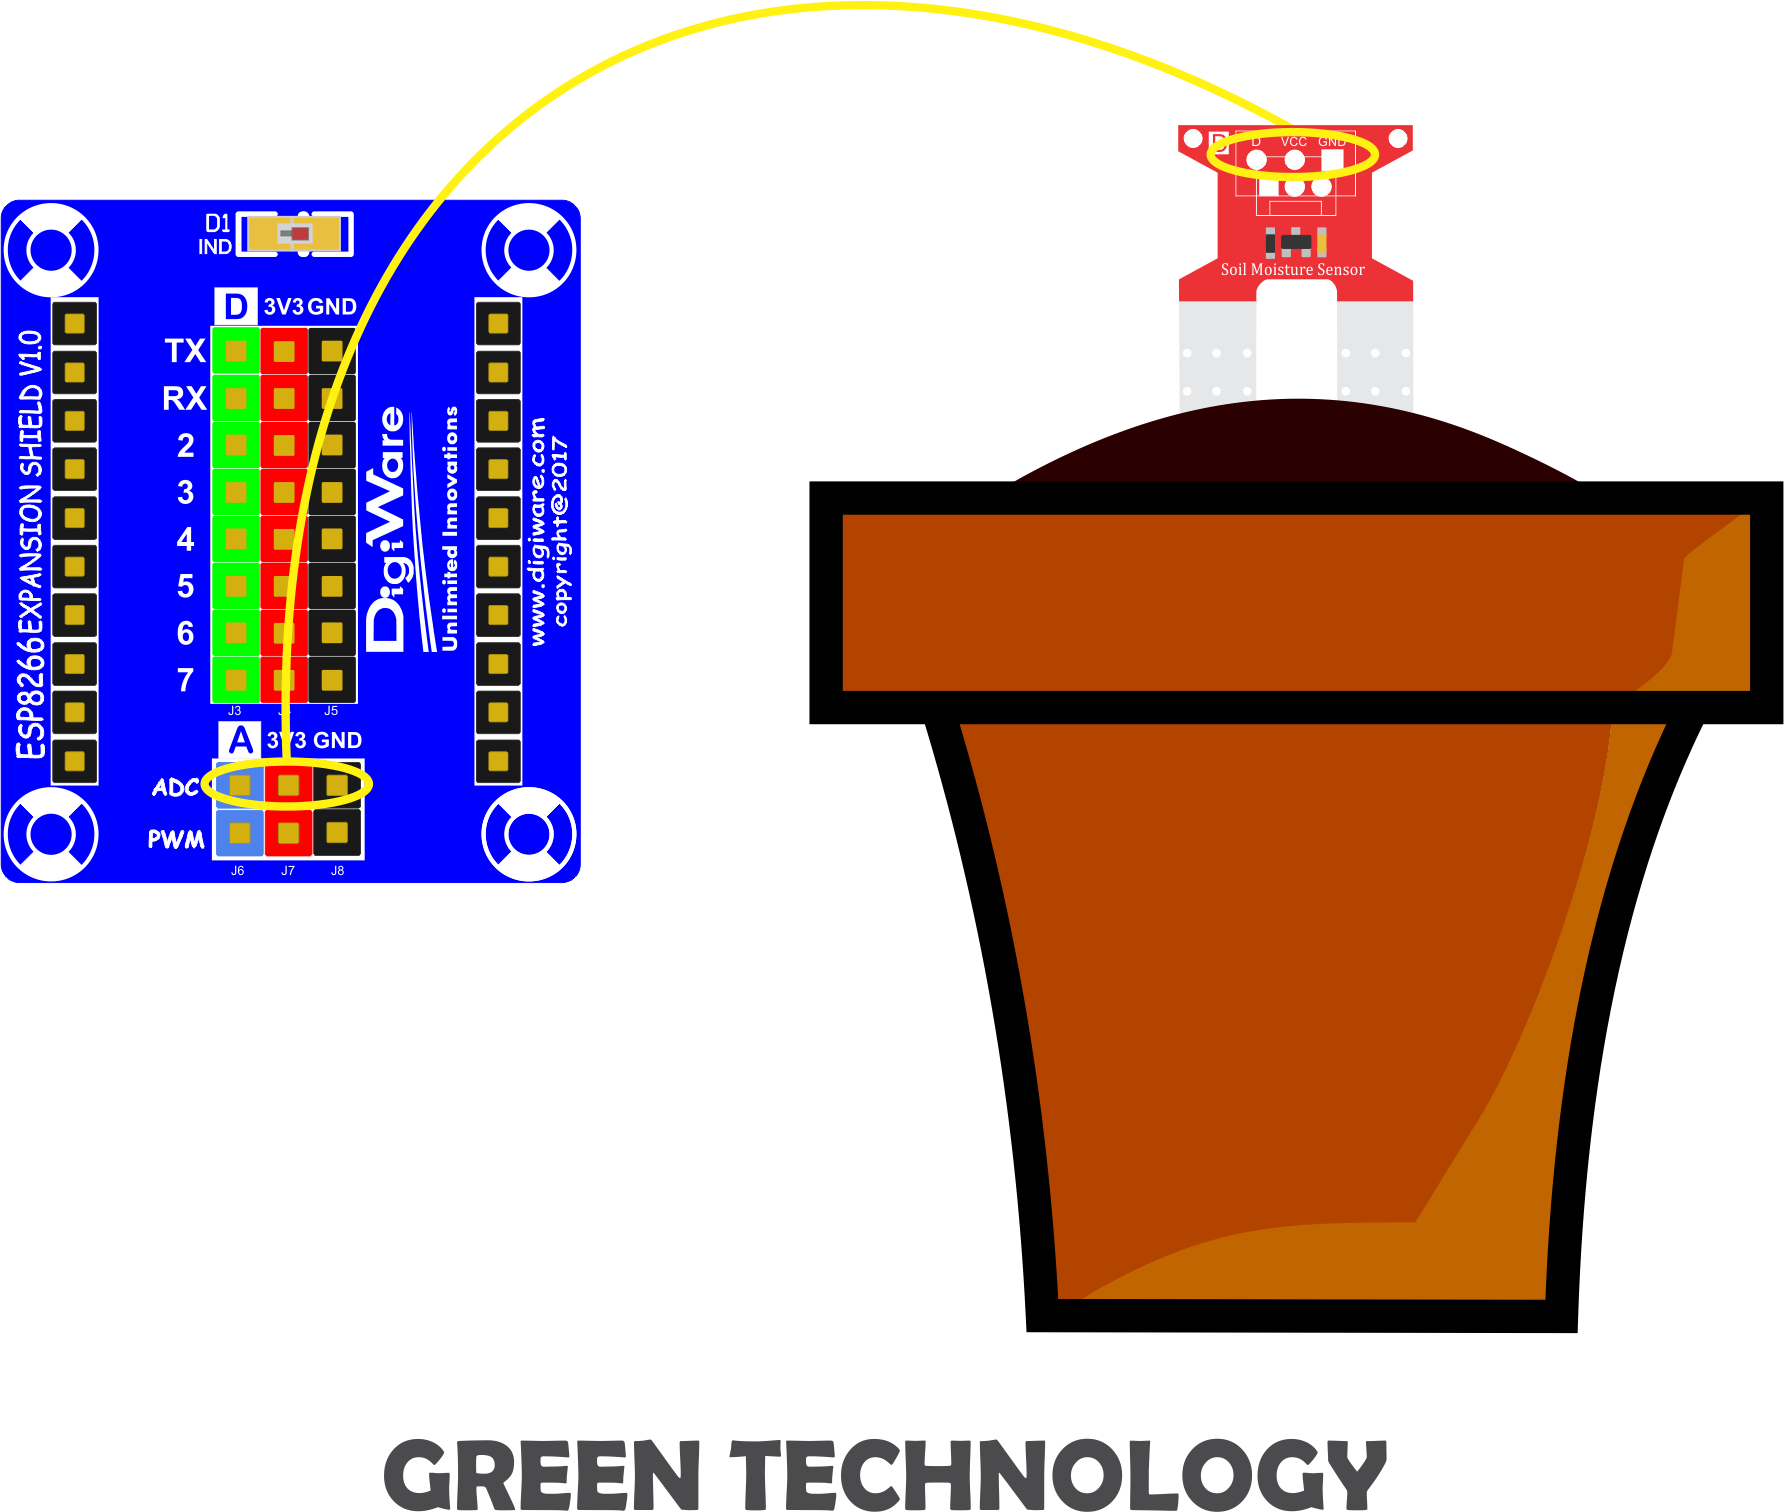 D1
IND
D 3V3 GND
TX
RX
2
3
4
5
6
7
J3 J5
A 3V3 GND
ADC
PWM
J6 J7 J8
ESP8266 EXPANSION SHIELD V1.0
DigiWare
Unlimited Innovations
www.digiware.com
copyright@2017
D D VCC GND
Soil Moisture Sensor
GREEN TECHNOLOGY